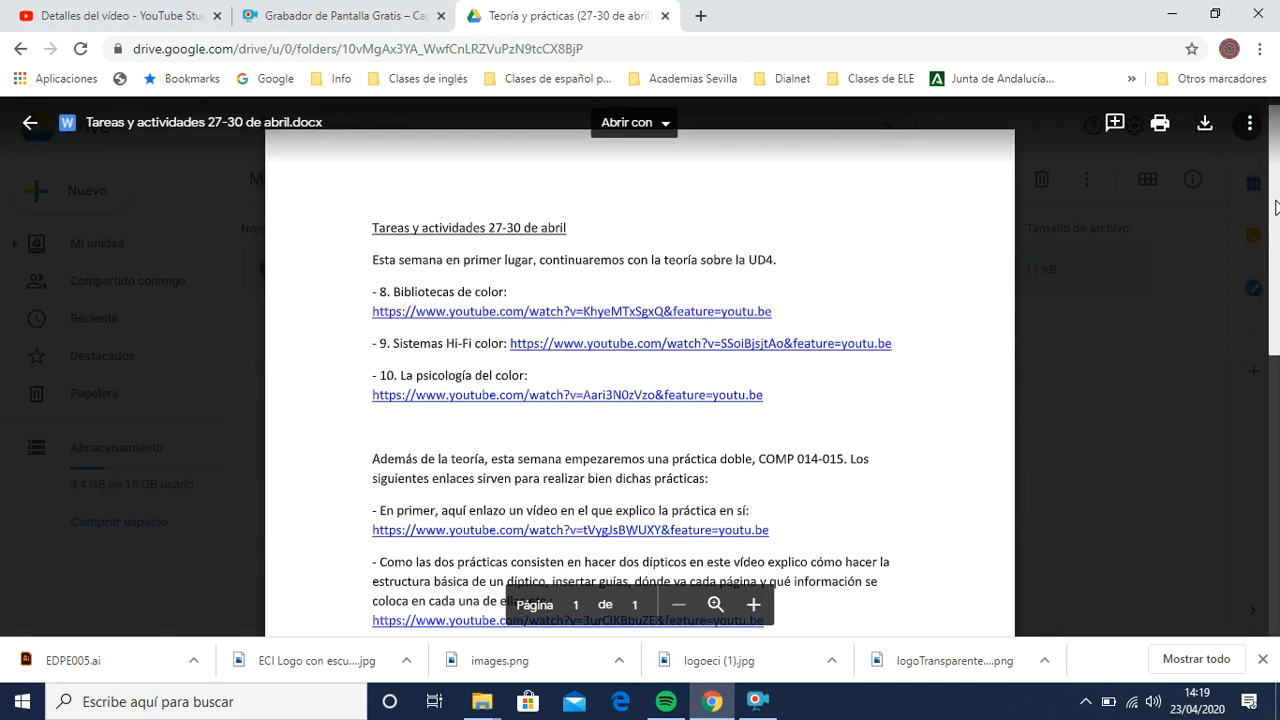 Detalles del vídeo - YouTube Stu
Grabador de Pantalla Gratis – Cap
Teoría y prácticas (27-30 de abril)
drive.google.com/drive/u/0/folders/10vMgAx3YA_WwfCnLRZVuPzN9tcCX8BjP
Aplicaciones
Bookmarks
Google
Info
Clases de inglés
Clases de español p...
Academias Sevilla
Dialnet
Clases de ELE
Junta de Andalucía...
»
Otros marcadores
W
Tareas y actividades 27-30 de abril.docx
Abrir con
Nuevo
Mi unidad
Compartido conmigo
Reciente
Destacados
Papelera
Almacenamiento
3,4 GB de 15 GB usado
Comprar espacio
Tamaño de archivo
11 KB
Tareas y actividades 27-30 de abril
Esta semana en primer lugar, continuaremos con la teoría sobre la UD4.
- 8. Bibliotecas de color:
https://www.youtube.com/watch?v=KhyeMTxSgxQ&feature=youtu.be
- 9. Sistemas Hi-Fi color: https://www.youtube.com/watch?v=SSoiBjsjtAo&feature=youtu.be
- 10. La psicología del color:
https://www.youtube.com/watch?v=Aari3N0zVzo&feature=youtu.be
Además de la teoría, esta semana empezaremos una práctica doble, COMP 014-015. Los
siguientes enlaces sirven para realizar bien dichas prácticas:
- En primer, aquí enlazo un vídeo en el que explico la práctica en sí:
https://www.youtube.com/watch?v=tVygJsBWUXY&feature=youtu.be
- Como las dos prácticas consisten en hacer dos dípticos en este vídeo explico cómo hacer la
estructura básica de un díptico, insertar guías, dónde va cada página y qué información se
coloca en cada una de ellas etc.:
https://www.youtube.com/watch?v=3urClKBbuZE&feature=youtu.be
Página 1 de 1
EDPE005.ai
ECI Logo con escu....jpg
images.png
logoeci (1).jpg
logoTransparente....png
Mostrar todo
Escribe aquí para buscar
14:19
23/04/2020